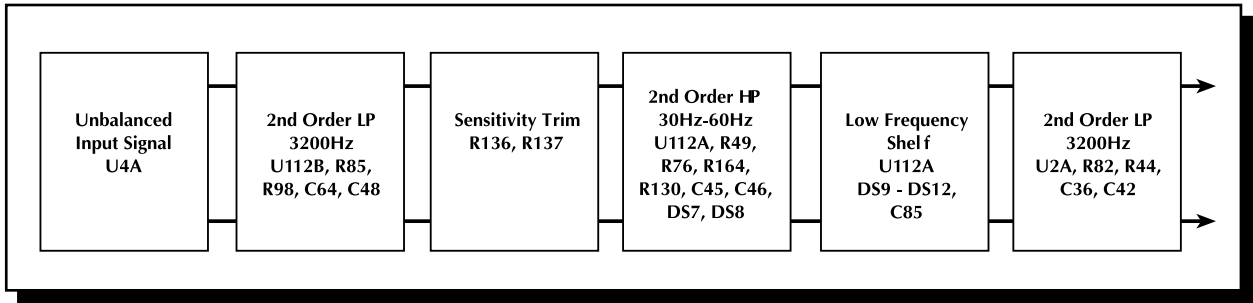 Unbalanced
Input Signal
U4A
2nd Order LP
3200Hz
U112B, R85,
R98, C64, C48
Sensitivity Trim
R136, R137
2nd Order HP
30Hz-60Hz
U112A, R49,
R76, R164,
R130, C45, C46,
DS7, DS8
Low Frequency
Shelf
U112A
DS9 - DS12,
C85
2nd Order LP
3200Hz
U2A, R82, R44,
C36, C42